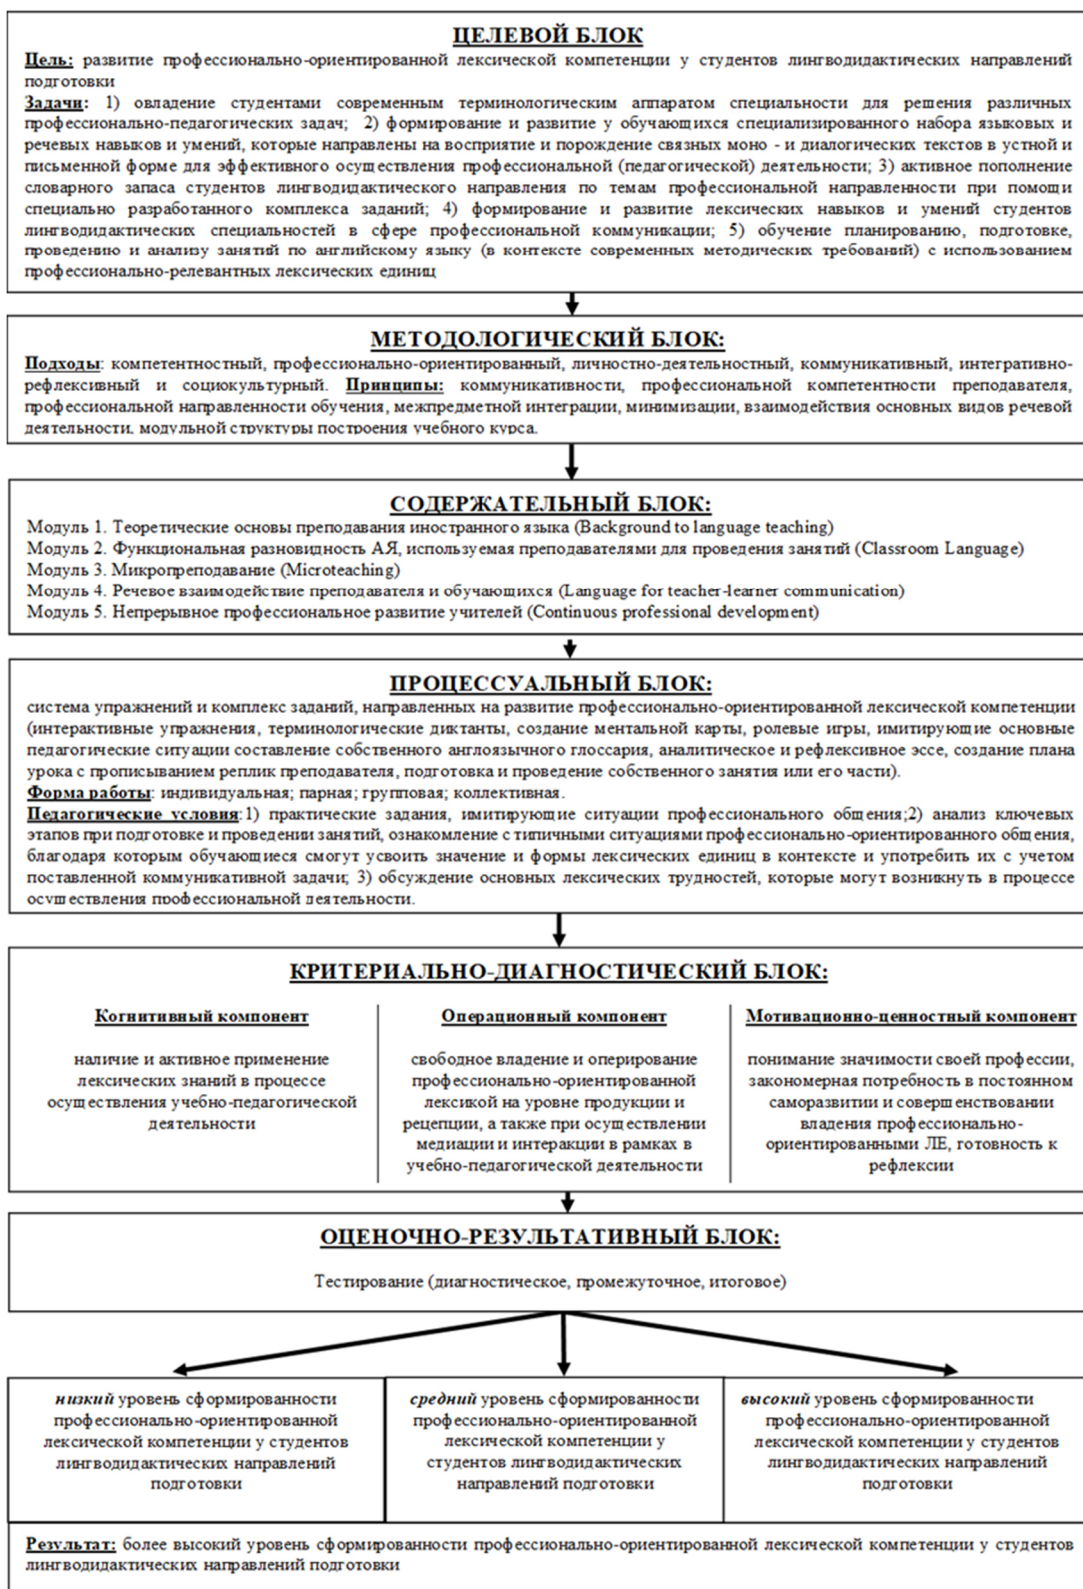 ЦЕЛЕВОЙ БЛОК
Цель: развитие профессионально-ориентированной лексической компетенции у студентов лингводидактических направлений
подготовки
Задачи: 1) овладение студентами современным терминологическим аппаратом специальности для решения различных
профессионально-педагогических задач; 2) формирование и развитие у обучающихся специализированного набора языковых и
речевых навыков и умений, которые направлены на восприятие и порождение связных моно - и диалогических текстов в устной и
письменной форме для эффективного осуществления профессиональной (педагогической) деятельности; 3) активное пополнение
словарного запаса студентов лингводидактического направления по темам профессиональной направленности при помощи
специально разработанного комплекса заданий; 4) формирование и развитие лексических навыков и умений студентов
лингводидактических специальностей в сфере профессиональной коммуникации; 5) обучение планированию, подготовке,
проведению и анализу занятий по английскому языку (в контексте современных методических требований) с использованием
профессионально-релевантных лексических единиц
МЕТОДОЛОГИЧЕСКИЙ БЛОК:
Подходы: компетентностный, профессионально-ориентированный, личностно-деятельностный, коммуникативный, интегративно-
рефлексивный и социокультурный. Принципы: коммуникативности, профессиональной компетентности преподавателя,
профессиональной направленности обучения, межпредметной интеграции, минимизации, взаимодействия основных видов речевой
деятельности, модульной структуры построения учебного курса.
СОДЕРЖАТЕЛЬНЫЙ БЛОК:
Модуль 1. Теоретические основы преподавания иностранного языка (Background to language teaching)
Модуль 2. Функциональная разновидность АЯ, используемая преподавателями для проведения занятий (Classroom Language)
Модуль 3. Микропреподавание (Microteaching)
Модуль 4. Речевое взаимодействие преподавателя и обучающихся (Language for teacher-learner communication)
Модуль 5. Непрерывное профессиональное развитие учителей (Continuous professional development)
ПРОЦЕССУАЛЬНЫЙ БЛОК:
система упражнений и комплекс заданий, направленных на развитие профессионально-ориентированной лексической компетенции
(интерактивные упражнения, терминологические диктанты, создание ментальной карты, ролевые игры, имитирующие основные
педагогические ситуации составление собственного англоязычного глоссария, аналитическое и рефлексивное эссе, создание плана
урока с прописыванием реплик преподавателя, подготовка и проведение собственного занятия или его части).
Форма работы: индивидуальная; парная; групповая; коллективная.
Педагогические условия:1) практические задания, имитирующие ситуации профессионального общения;2) анализ ключевых
этапов при подготовке и проведении занятий, ознакомление с типичными ситуациями профессионально-ориентированного общения,
благодаря которым обучающиеся смогут усвоить значение и формы лексических единиц в контексте и употребить их с учетом
поставленной коммуникативной задачи; 3) обсуждение основных лексических трудностей, которые могут возникнуть в процессе
осуществления профессиональной деятельности.
КРИТЕРИАЛЬНО-ДИАГНОСТИЧЕСКИЙ БЛОК:
Когнитивный компонент
наличие и активное применение
лексических знаний в процессе
осуществления учебно-педагогической
деятельности
Операционный компонент
свободное владение и оперирование
профессионально-ориентированной
лексикой на уровне продукции и
рецепции, а также при осуществлении
медиации и интеракции в рамках в
учебно-педагогической деятельности
Мотивационно-ценностный компонент
понимание значимости своей профессии,
закономерная потребность в постоянном
саморазвитии и совершенствовании
владения профессионально-
ориентированными ЛЕ, готовность к
рефлексии
ОЦЕНОЧНО-РЕЗУЛЬТАТИВНЫЙ БЛОК:
Тестирование (диагностическое, промежуточное, итоговое)
низкий уровень сформированности
профессионально-ориентированной
лексической компетенции у студентов
лингводидактических направлений
подготовки
средний уровень сформированности
профессионально-ориентированной
лексической компетенции у
студентов лингводидактических
направлений подготовки
высокий уровень сформированности
профессионально-ориентированной
лексической компетенции у студентов
лингводидактических направлений
подготовки
Результат: более высокий уровень сформированности профессионально-ориентированной лексической компетенции у студентов
лингводидактических направлений подготовки